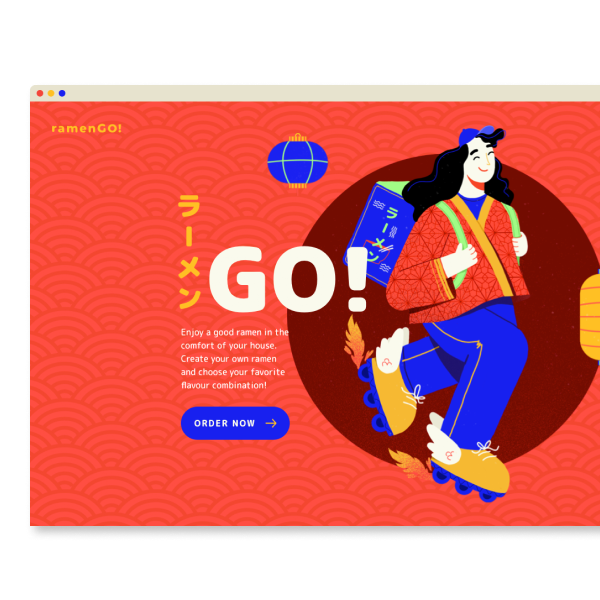 ramenGO!
ラーメン
GO!
ラーメン
Enjoy a good ramen in the
comfort of your house.
Create your own ramen
and choose your favorite
flavour combination!
ORDER NOW